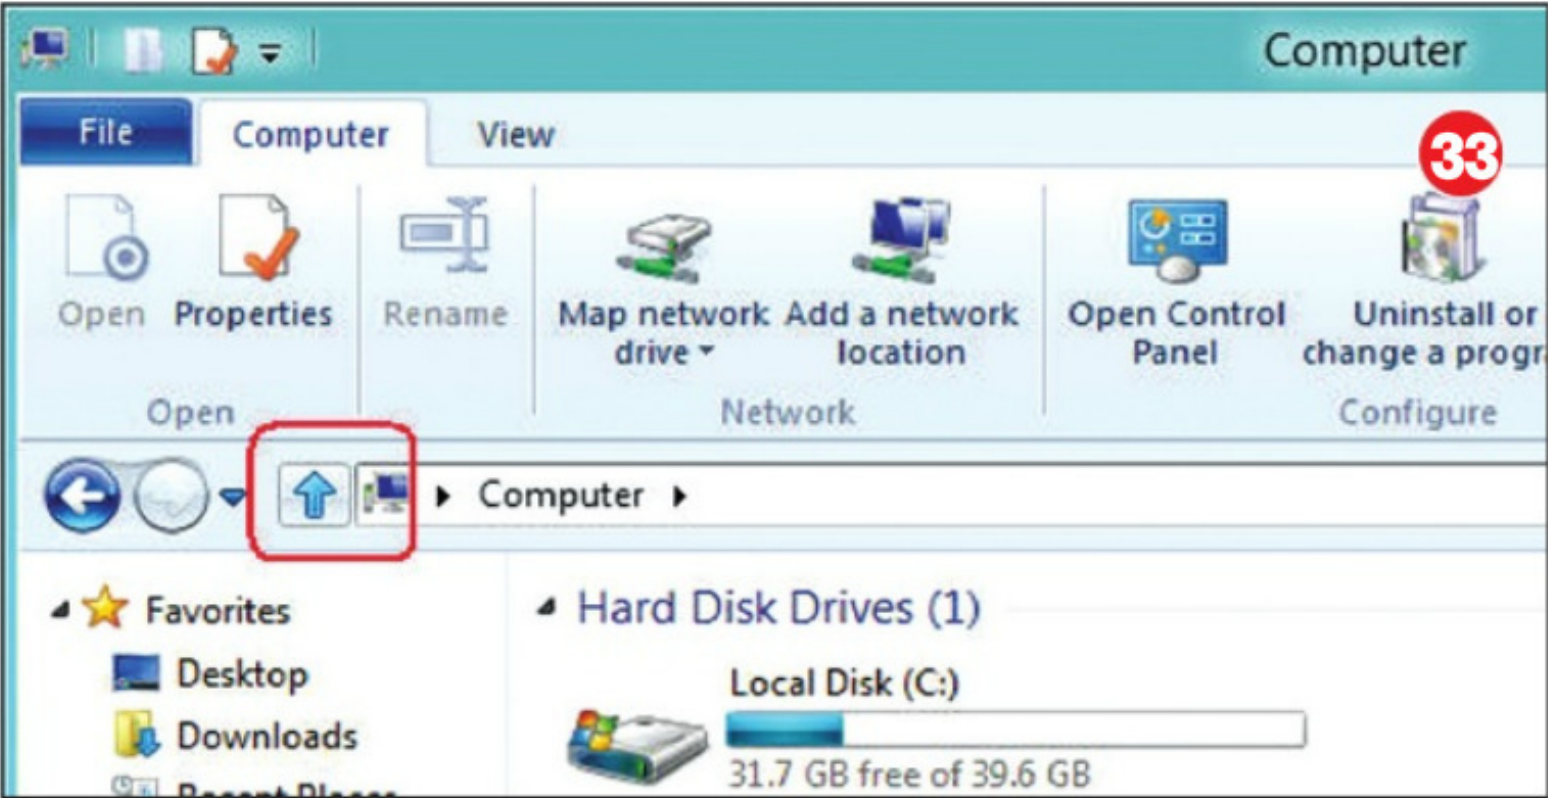 Computer
File Computer View
33
Open Properties Rename Map network drive Add a network location Open Control Panel Uninstall or change a progr
Open Network Configure
Computer
Favorites
Hard Disk Drives (1)
Desktop
Local Disk (C:)
Downloads
31.7 GB free of 39.6 GB
Recent Places